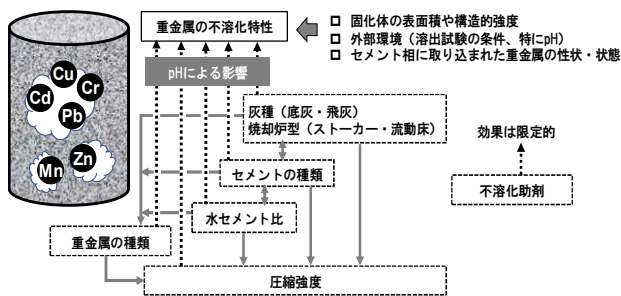 重金属の不溶化特性
固化体の表面積や構造的強度
外部環境（溶出試験の条件、特にpH）
セメント相に取り込まれた重金属の性状・状態
pHによる影響
Cu
Cd
Cr
Pb
Zn
Mn
灰種（底灰・飛灰）
焼却炉型（ストーカー・流動床）
効果は限定的
セメントの種類
不溶化助剤
水セメント比
重金属の種類
圧縮強度